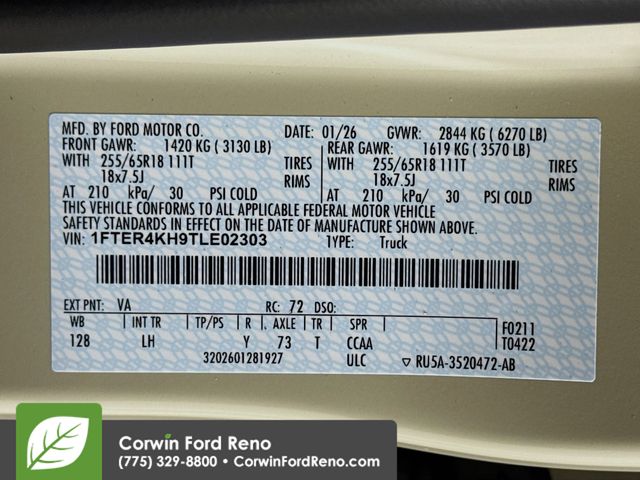 MFD. BY FORD MOTOR CO. DATE: 01/26 GVWR: 2844 KG ( 6270 LB)
FRONT GAWR: 1420 KG ( 3130 LB) REAR GAWR: 1619 KG ( 3570 LB)
WITH 255/65R18 111T TIRES WITH 255/65R18 111T TIRES
18x7.5J RIMS 18x7.5J RIMS
AT 210 kPa/ 30 PSI COLD AT 210 kPa/ 30 PSI COLD
THIS VEHICLE CONFORMS TO ALL APPLICABLE FEDERAL MOTOR VEHICLE
SAFETY STANDARDS IN EFFECT ON THE DATE OF MANUFACTURE SHOWN ABOVE.
VIN: 1FTER4KH9TLE02303 TYPE: Truck
EXT PNT: VA RC: 72 DSO:
WB INT TR TP/PS R AXLE TR SPR F0211
128 LH Y 73 T CCAA T0422
3202601281927 ULC ▽ RU5A-3520472-AB
Corwin Ford Reno
(775) 329-8800 • CorwinFordReno.com